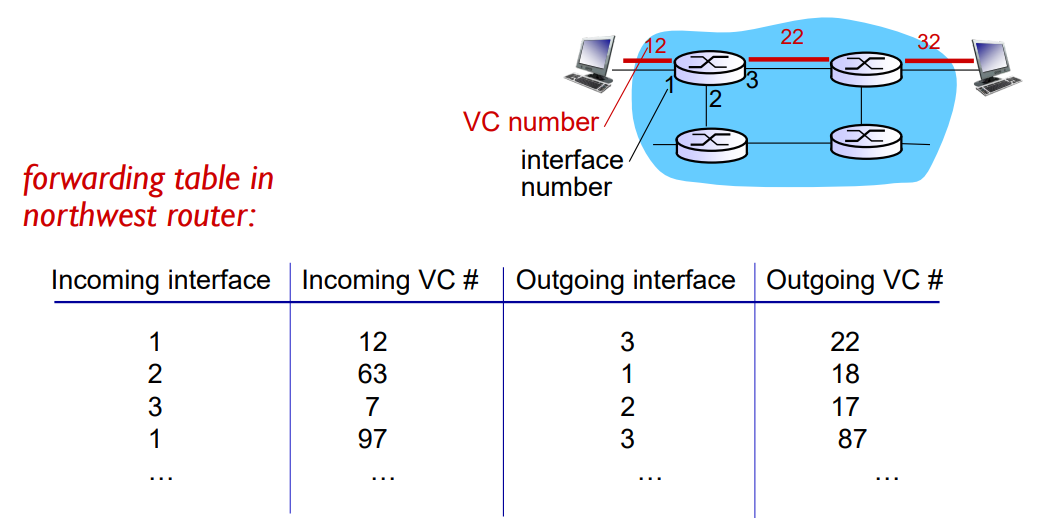 12
22
32
1
2
3
VC number
interface
number
forwarding table in
northwest router:
Incoming interface Incoming VC # Outgoing interface Outgoing VC #
1 12 3 22
2 63 1 18
3 7 2 17
1 97 3 87
… … … …